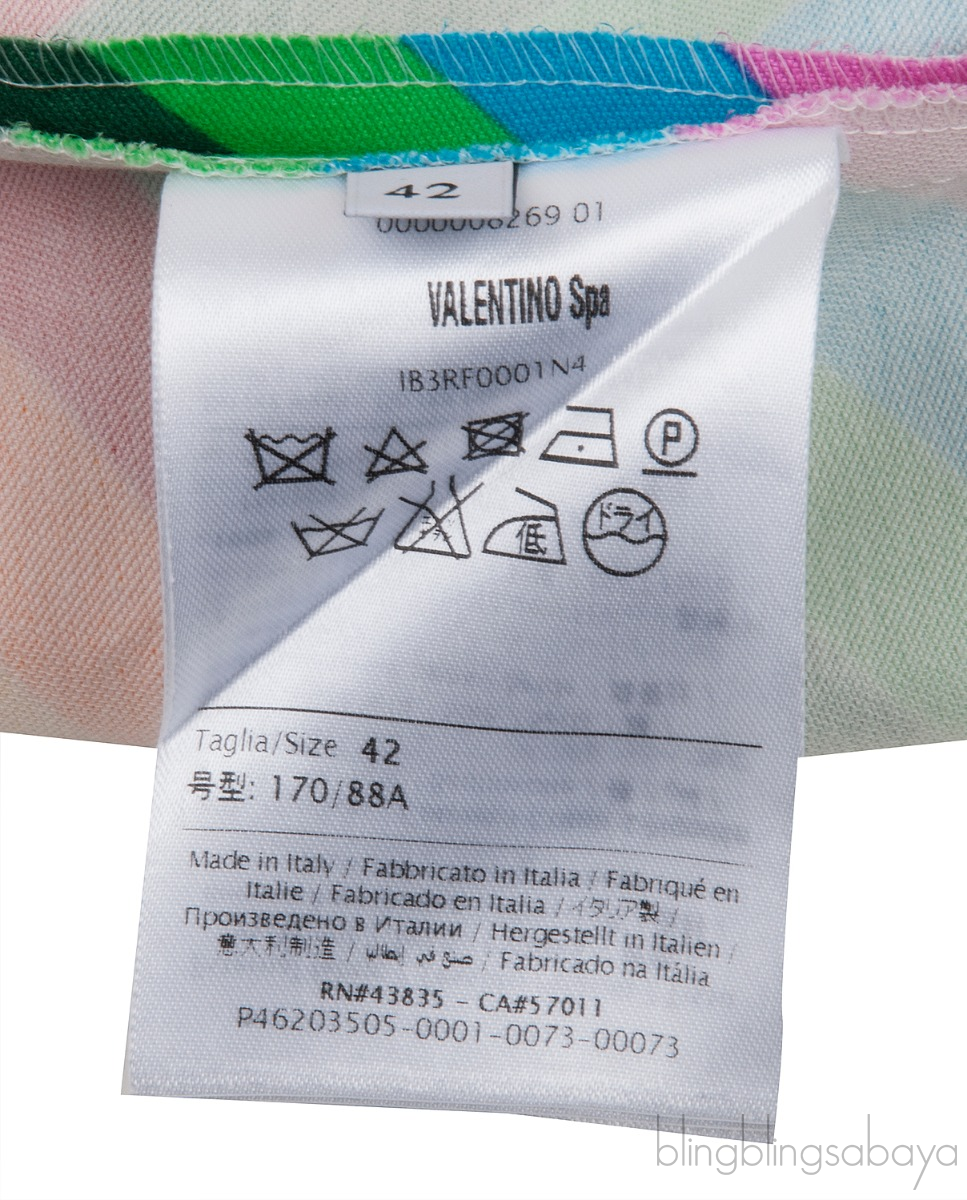 42
269 01
VALENTINO Spa
IB3RF0001N4
P
低 ドライ
Taglia/Size 42
号型: 170/88A
Made in Italy / Fabbricato in Italia / Fabriqué en
Italie / Fabricado en Italia / イタリア製 /
Произведено в Италии / Hergestellt in Italien /
意大利制造 / صنع في إيطاليا / Fabricado na Itália
RN#43835 - CA#57011
P46203505-0001-0073-00073
blingblingsabaya